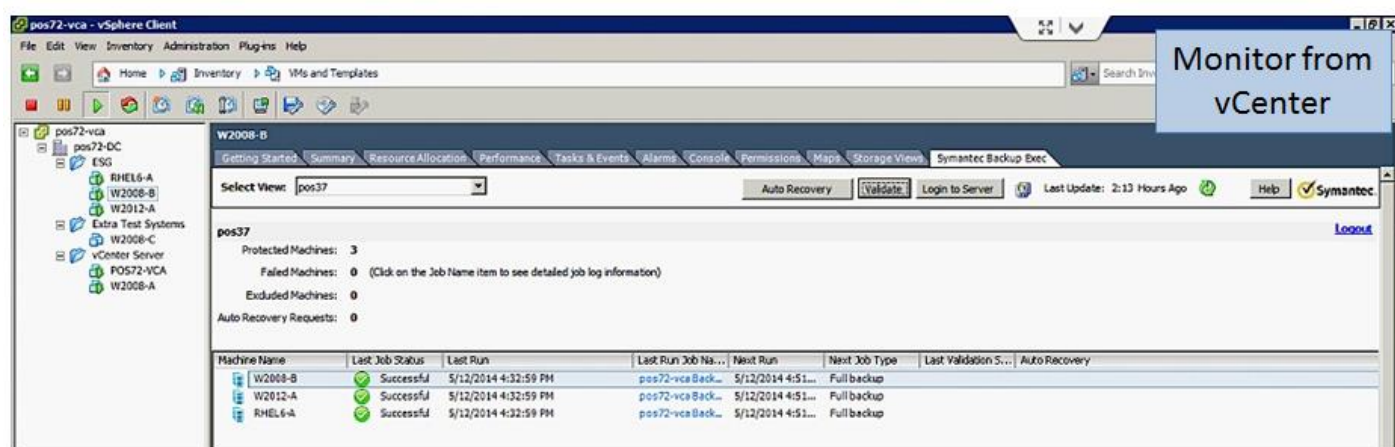 pos72-vca - vSphere Client
File Edit View Inventory Administration Plug-ins Help
Monitor from
vCenter
Home Inventory VMs and Templates
Search Inv
pos72-vca
pos72-DC
ESG
RHEL6-A
W2008-B
W2012-A
Extra Test Systems
W2008-C
vCenter Server
POS72-VCA
W2008-A
W2008-B
Getting Started Summary Resource Allocation Performance Tasks & Events Alarms Console Permissions Maps Storage Views Symantec Backup Exec
Select View: pos37 Auto Recovery Validate Login to Server Last Update: 2:13 Hours Ago Help Symantec.
pos37 Logout
Protected Machines: 3
Failed Machines: 0 (Click on the Job Name item to see detailed job log information)
Excluded Machines: 0
Auto Recovery Requests: 0
Machine Name Last Job Status Last Run Last Run Job Na... Next Run Next Job Type Last Validation S... Auto Recovery
W2008-B Successful 5/12/2014 4:32:59 PM pos72-vca Back... 5/12/2014 4:51... Full backup
W2012-A Successful 5/12/2014 4:32:59 PM pos72-vca Back... 5/12/2014 4:51... Full backup
RHEL6-A Successful 5/12/2014 4:32:59 PM pos72-vca Back... 5/12/2014 4:51... Full backup